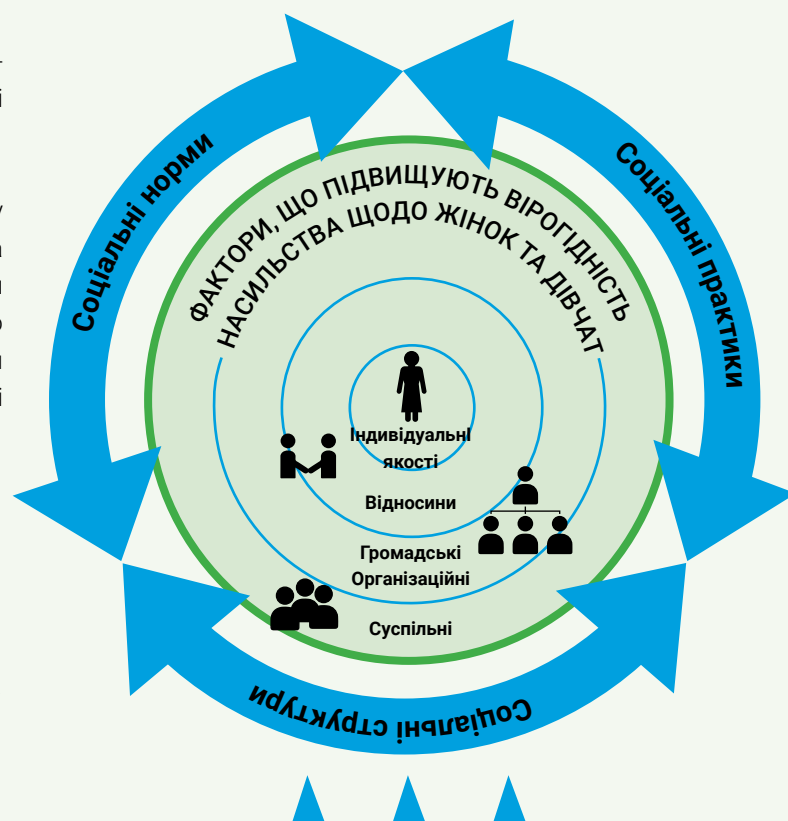 Соціальні норми
Соціальні практики
ФАКТОРИ, ЩО ПІДВИЩУЮТЬ ВІРОГІДНІСТЬ
НАСИЛЬСТВА ЩОДО ЖІНОК ТА ДІВЧАТ
Індивідуальні
якості
Відносини
Громадські
Організаційні
Суспільні
Соціальні структури